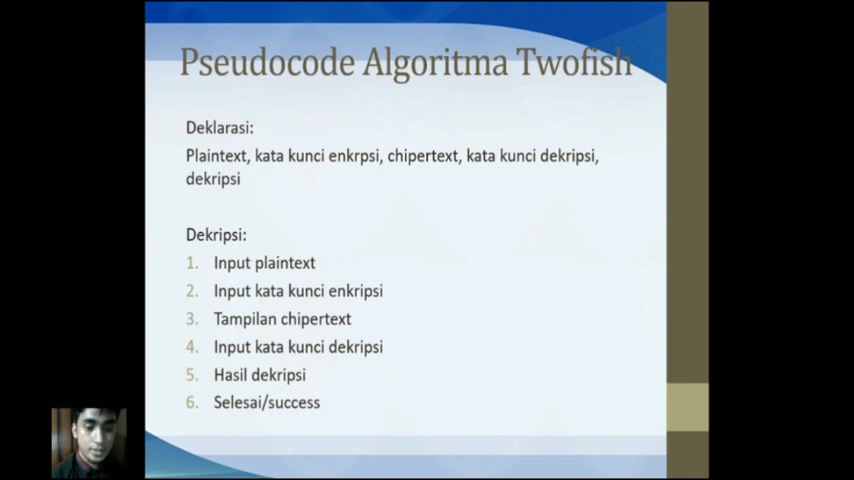 Pseudocode Algoritma Twofish
Deklarasi:
Plaintext, kata kunci enkrpsi, chipertext, kata kunci dekripsi,
dekripsi
Dekripsi:
1. Input plaintext
2. Input kata kunci enkripsi
3. Tampilan chipertext
4. Input kata kunci dekripsi
5. Hasil dekripsi
6. Selesai/success